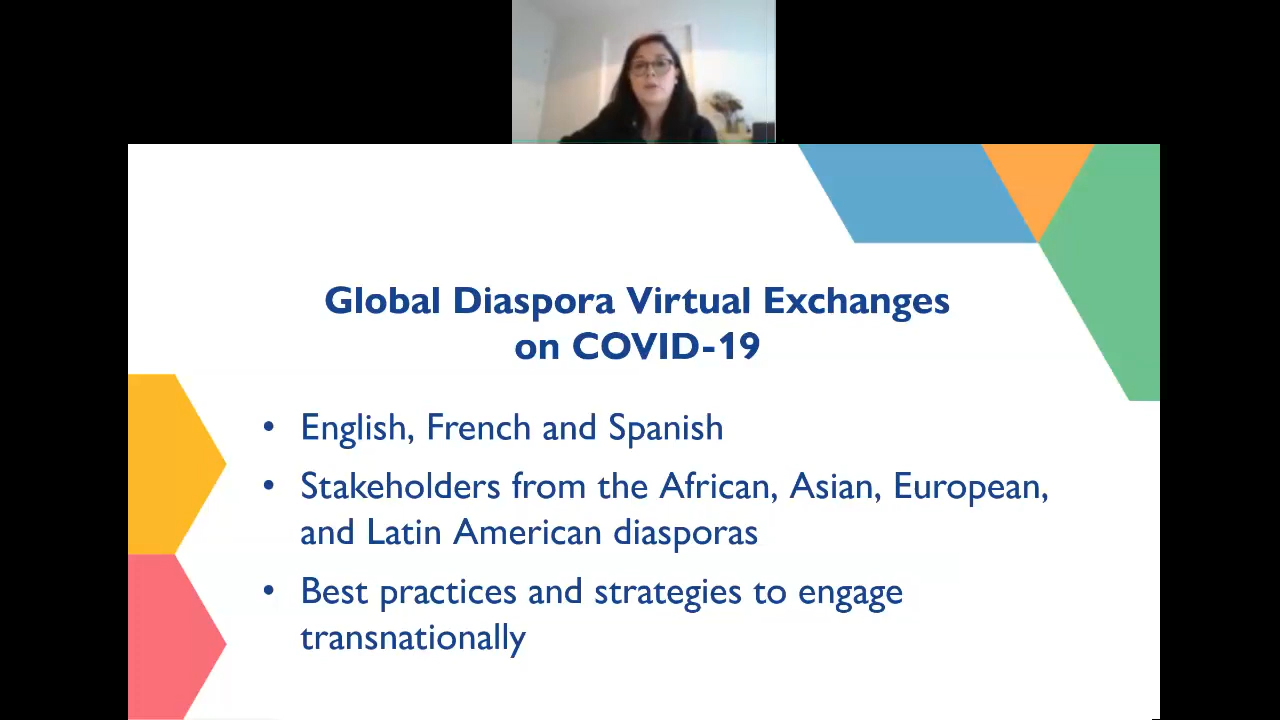 Global Diaspora Virtual Exchanges
on COVID-19
• English, French and Spanish
• Stakeholders from the African, Asian, European,
and Latin American diasporas
• Best practices and strategies to engage
transnationally